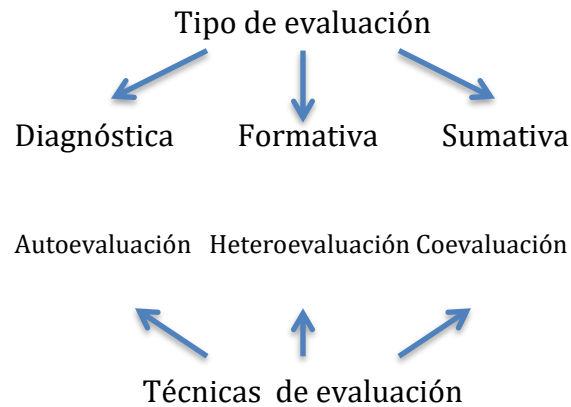 Tipo de evaluación
Diagnóstica Formativa Sumativa
Autoevaluación Heteroevaluación Coevaluación
Técnicas de evaluación